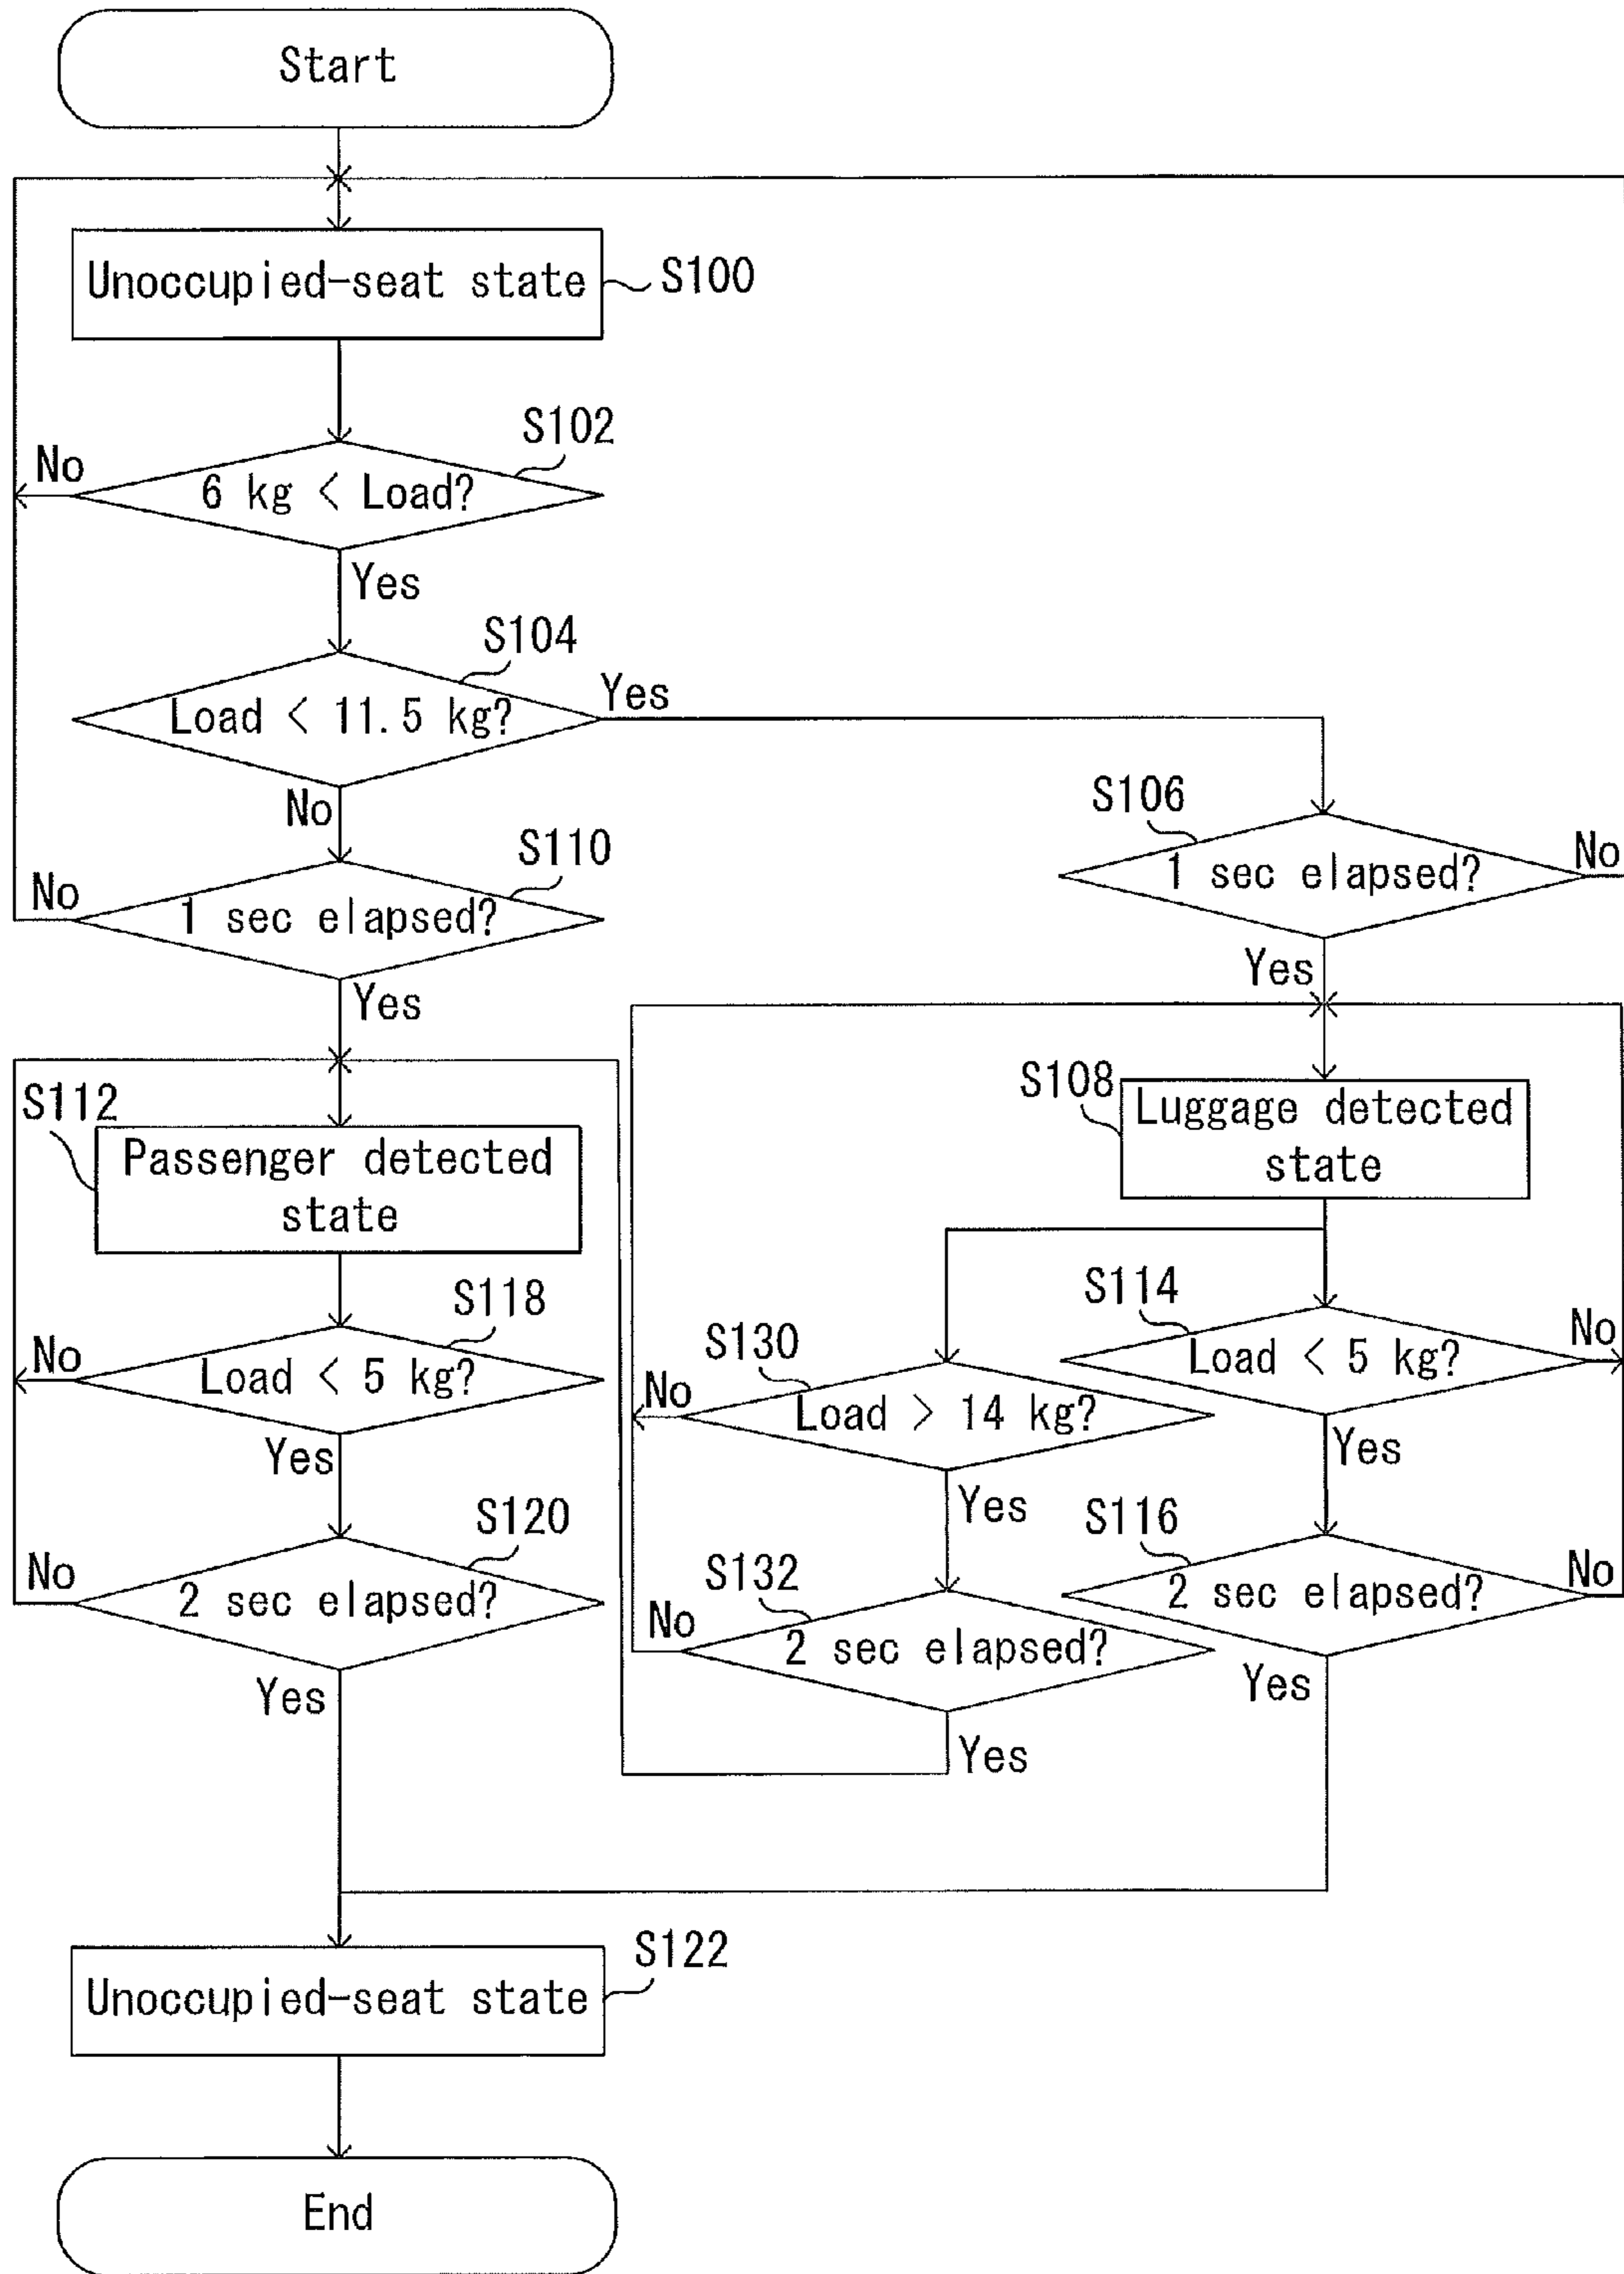 Start
Unoccupied-seat state
S100
S102
No
6 kg < Load?
Yes
S104
Load < 11.5 kg?
Yes
No
S106
1 sec elapsed?
No
Yes
S110
No
1 sec elapsed?
Yes
S112
Passenger detected
state
S108
Luggage detected
state
S118
No
Load < 5 kg?
Yes
S130
No
Load > 14 kg?
Yes
S114
Load < 5 kg?
No
Yes
S120
No
2 sec elapsed?
Yes
S132
No
2 sec elapsed?
Yes
S116
2 sec elapsed?
No
Yes
S122
Unoccupied-seat state
End